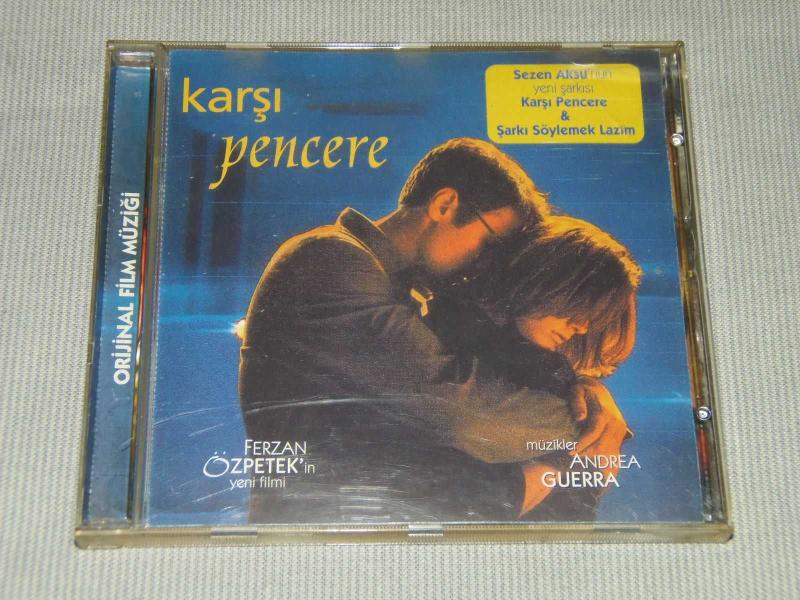 ORİJİNAL FİLM MÜZİĞİ
karşı
pencere
Sezen Aksu'nun
yeni şarkısı
Karşı Pencere
&
Şarkı Söylemek Lazım
FERZAN
ÖZPETEK'in
yeni filmi
müzikler
ANDREA
GUERRA